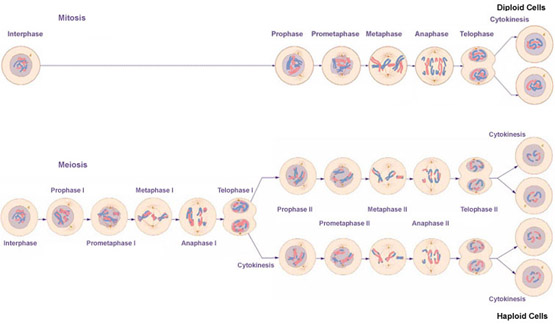 Diploid Cells
Mitosis
Cytokinesis
Interphase
Prophase
Prometaphase
Metaphase
Anaphase
Telophase
Cytokinesis
Meiosis
Prophase I
Metaphase I
Telophase I
Prophase II
Metaphase II
Telophase II
Prometaphase II
Anaphase II
Interphase
Prometaphase I
Anaphase I
Cytokinesis
Cytokinesis
Haploid Cells